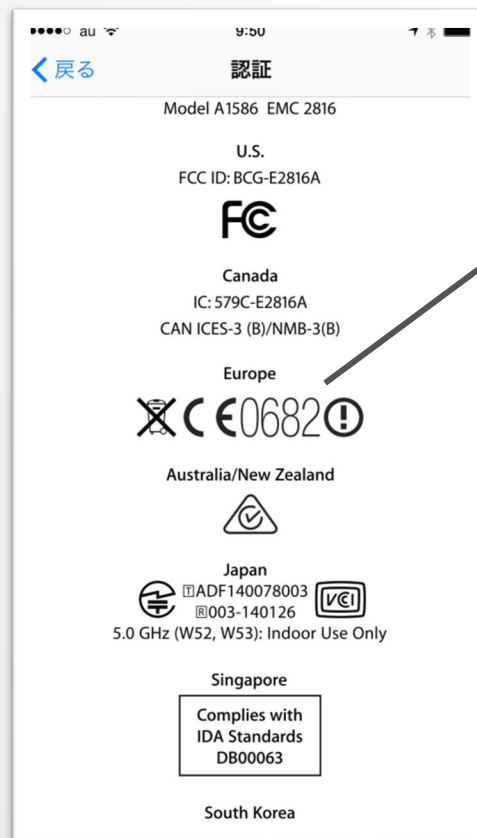 au 9:50
戻る 認証
Model A1586 EMC 2816
U.S.
FCC ID: BCG-E2816A
FC
Canada
IC: 579C-E2816A
CAN ICES-3 (B)/NMB-3(B)
Europe
CE0682
Australia/New Zealand
Japan
T ADF140078003
R 003-140126
VCI
5.0 GHz (W52, W53): Indoor Use Only
Singapore
Complies with
IDA Standards
DB00063
South Korea